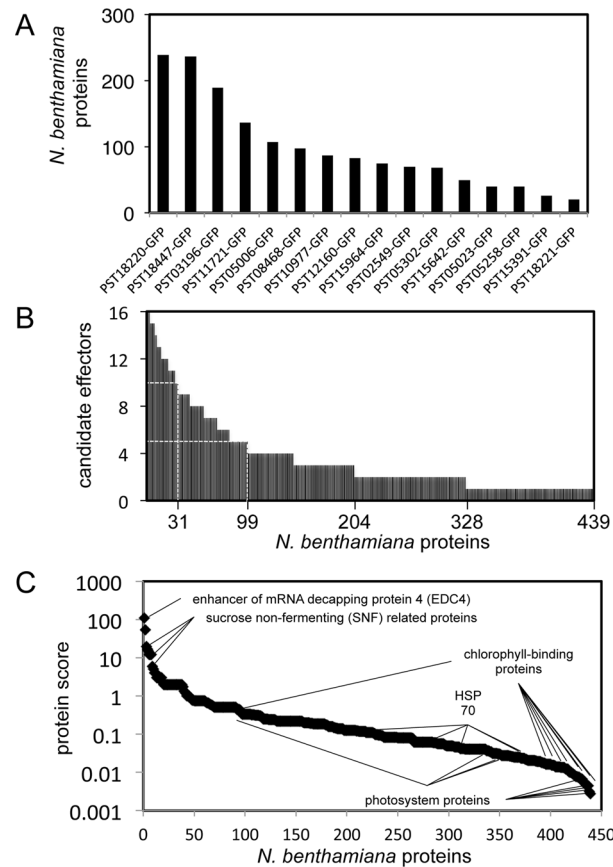 A
N. benthamiana
proteins
300
200
100
0
PST18220-GFP
PST18447-GFP
PST03196-GFP
PST11721-GFP
PST05006-GFP
PST08468-GFP
PST10977-GFP
PST12160-GFP
PST15964-GFP
PST02549-GFP
PST05302-GFP
PST15642-GFP
PST05023-GFP
PST05258-GFP
PST15391-GFP
PST18221-GFP
B
candidate effectors
16
12
8
4
0
31 99 204 328 439
N. benthamiana proteins
C
protein score
1000
100
10
1
0.1
0.01
0.001
enhancer of mRNA decapping protein 4 (EDC4)
sucrose non-fermenting (SNF) related proteins
chlorophyll-binding
proteins
HSP
70
photosystem proteins
0 50 100 150 200 250 300 350 400 450
N. benthamiana proteins